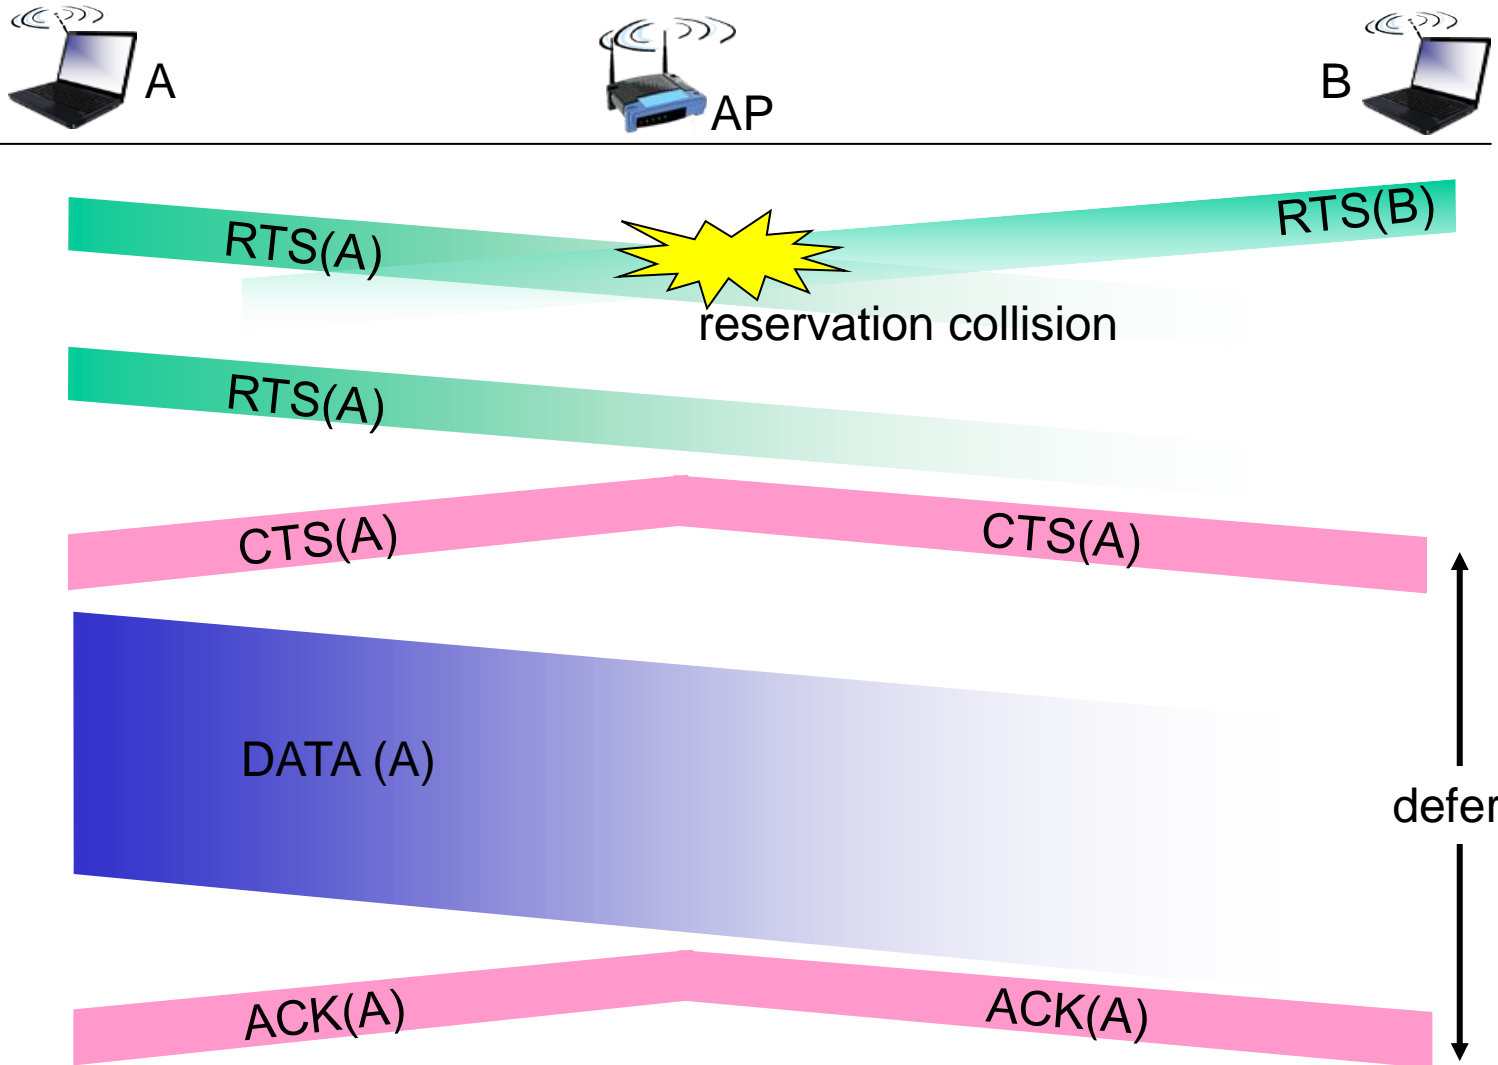 A
AP
B
RTS(A)
RTS(B)
reservation collision
RTS(A)
CTS(A)
CTS(A)
DATA (A)
defer
ACK(A)
ACK(A)